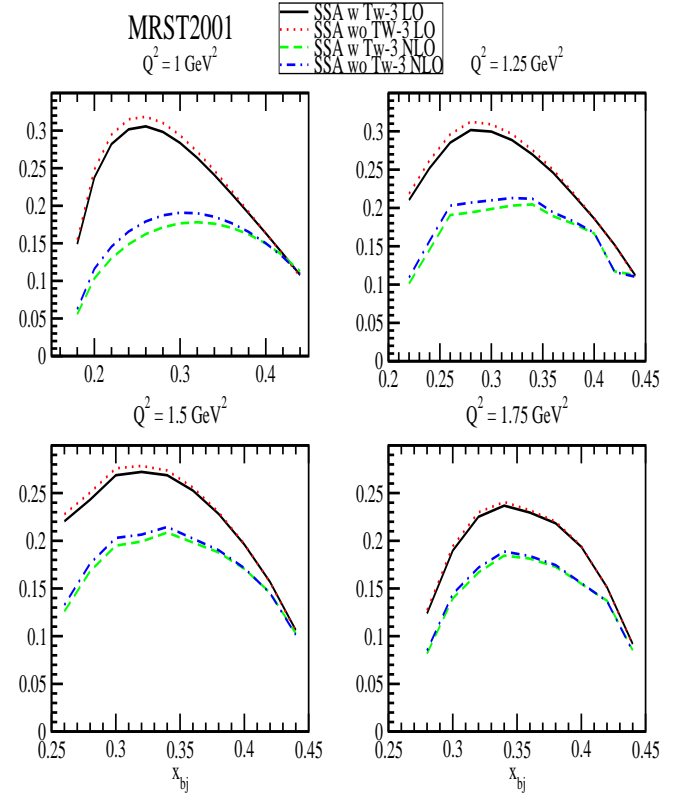 MRST2001
SSA w Tw-3 LO
SSA wo TW-3 LO
SSA w Tw-3 NLO
SSA wo Tw-3 NLO
Q² = 1 GeV²
Q² = 1.25 GeV²
0.3
0.25
0.2
0.15
0.1
0.05
0
0.2 0.3 0.4
0.3
0.25
0.2
0.15
0.1
0.05
0
0.2 0.25 0.3 0.35 0.4 0.45
Q² = 1.5 GeV²
Q² = 1.75 GeV²
0.25
0.2
0.15
0.1
0.05
0
0.25 0.3 0.35 0.4 0.45
x_bj
0.25
0.2
0.15
0.1
0.05
0
0.25 0.3 0.35 0.4 0.45
x_bj